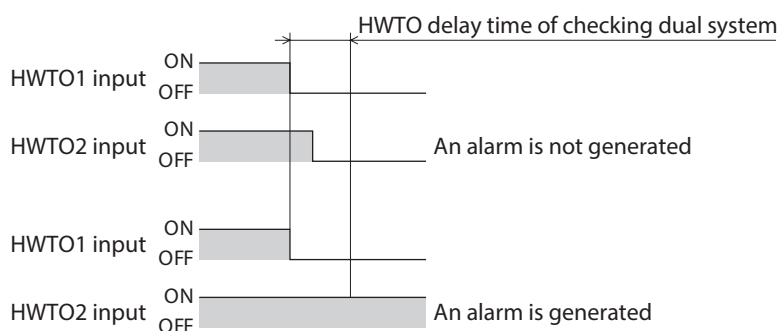 HWTO delay time of checking dual system
ON
HWTO1 input
OFF
ON
HWTO2 input
An alarm is not generated
OFF
ON
HWTO1 input
OFF
ON
HWTO2 input
An alarm is generated
OFF